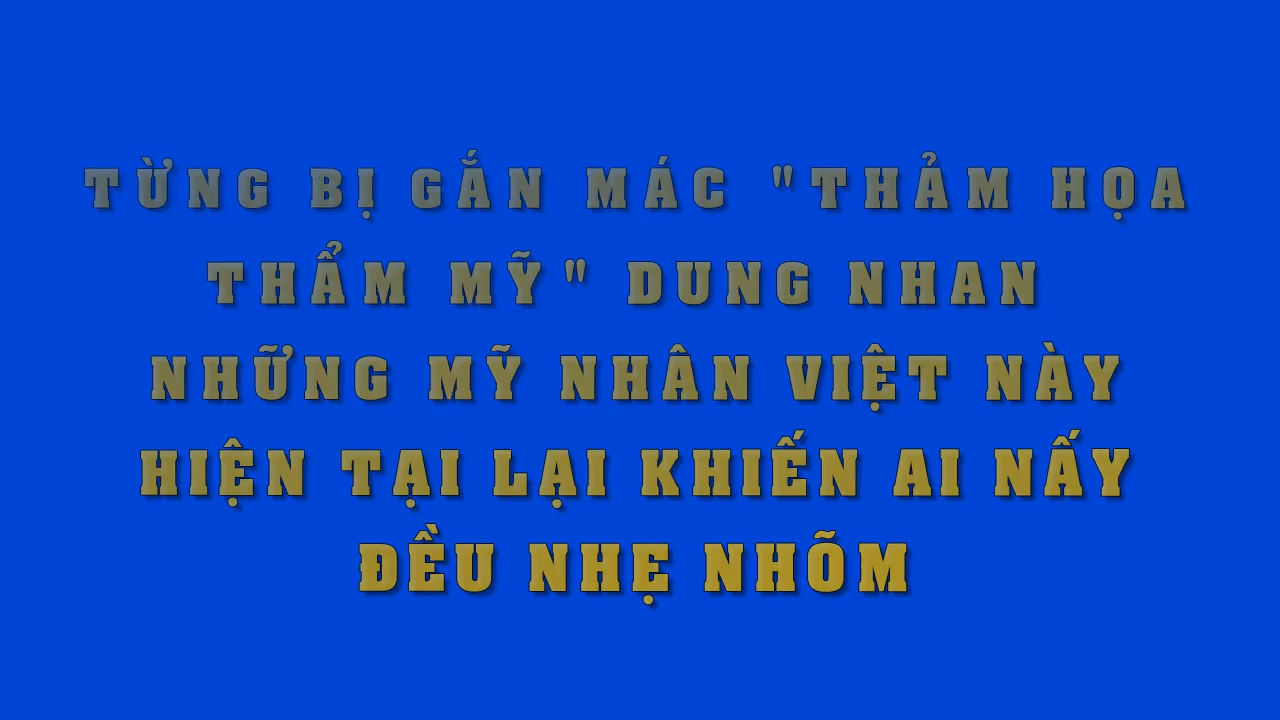 TỪNG BỊ GẮN MÁC "THẢM HỌA
THẨM MỸ" DUNG NHAN
NHỮNG MỸ NHÂN VIỆT NÀY
HIỆN TẠI LẠI KHIẾN AI NẤY
ĐỀU NHẸ NHÕM